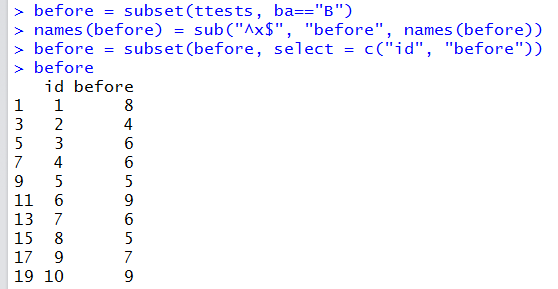 > before = subset(ttests, ba=="B")
> names(before) = sub("^x$", "before", names(before))
> before = subset(before, select = c("id", "before"))
> before
   id before
1   1      8
3   2      4
5   3      6
7   4      6
9   5      5
11  6      9
13  7      6
15  8      5
17  9      7
19 10      9